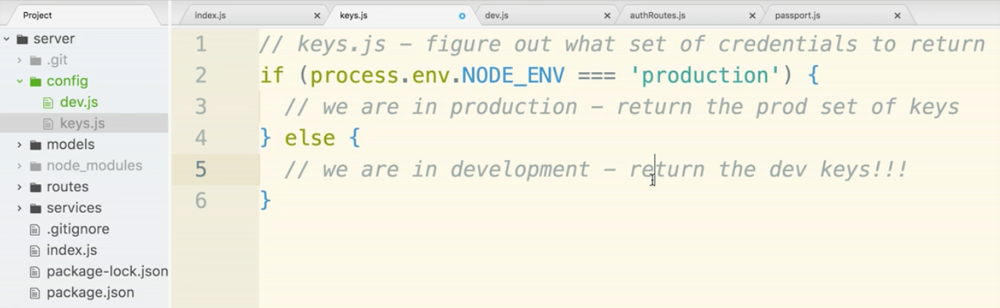 Project
index.js
keys.js
dev.js
authRoutes.js
passport.js
server
.git
config
dev.js
keys.js
models
node_modules
routes
services
.gitignore
index.js
package-lock.json
package.json
1 // keys.js – figure out what set of credentials to return
2 if (process.env.NODE_ENV === 'production') {
3 // we are in production – return the prod set of keys
4 } else {
5 // we are in development – return the dev keys!!!
6 }